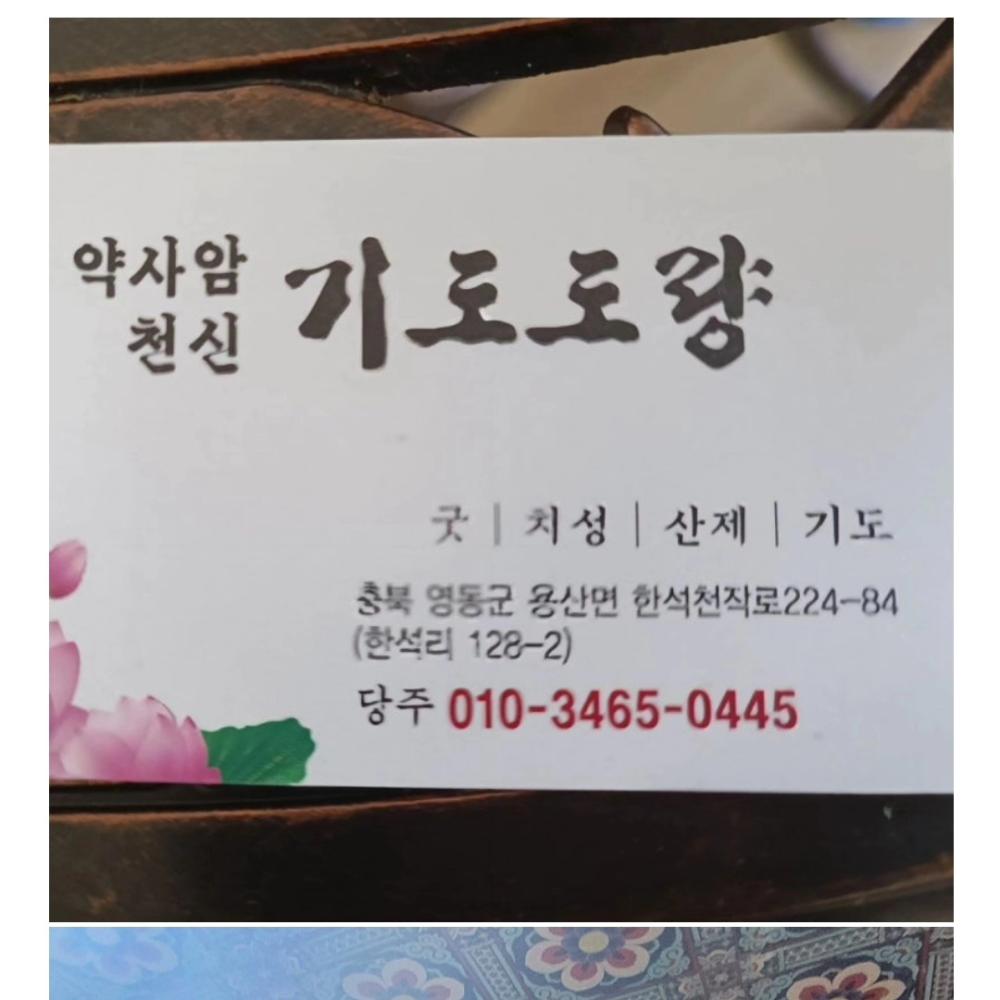 약사암
천신
기도도량
굿 | 치성 | 산제 | 기도
충북 영동군 용산면 한석천작로224-84
(한석리 128-2)
당주 010-3465-0445